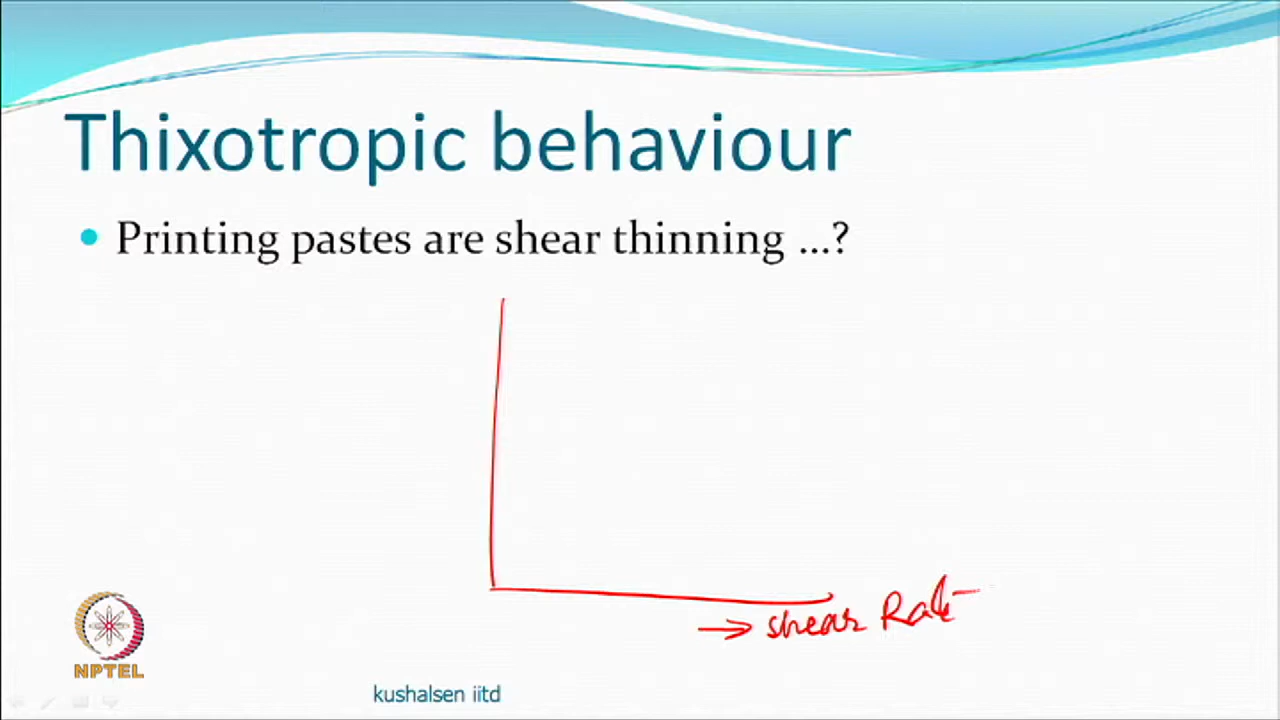 Thixotropic behaviour
• Printing pastes are shear thinning ...?
→ shear Rate
NPTEL
kushalsen iitd